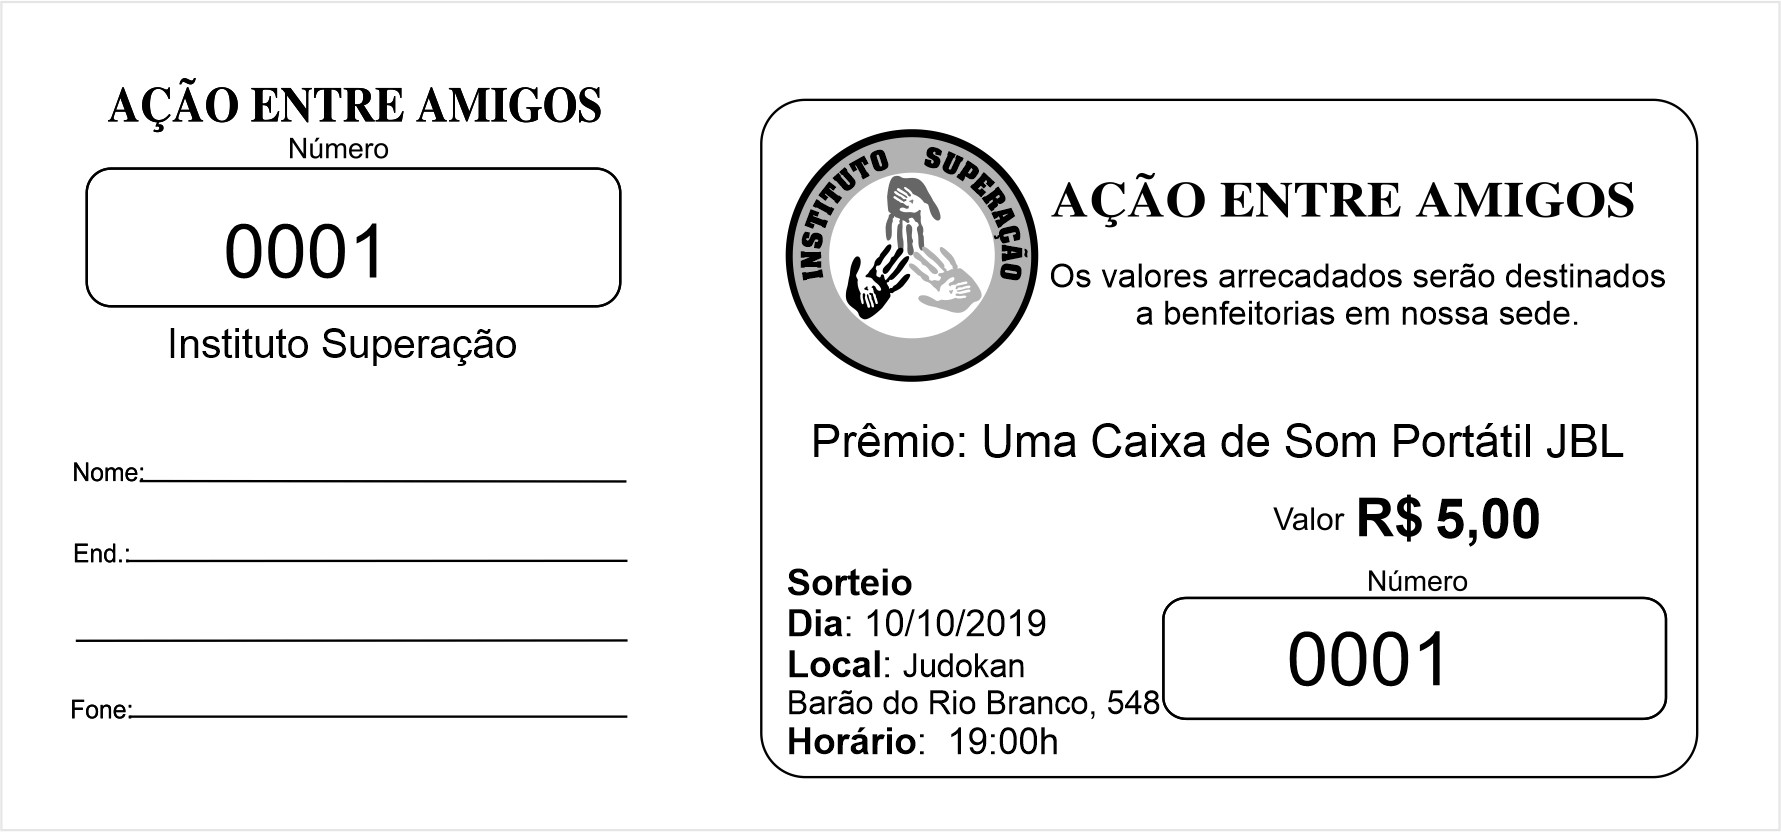 AÇÃO ENTRE AMIGOS
Número
0001
Instituto Superação
Nome:
End.:
Fone:
INSTITUTO SUPERAÇÃO
AÇÃO ENTRE AMIGOS
Os valores arrecadados serão destinados
a benfeitorias em nossa sede.
Prêmio: Uma Caixa de Som Portátil JBL
Valor R$ 5,00
Sorteio
Dia: 10/10/2019
Local: Judokan
Barão do Rio Branco, 548
Horário: 19:00h
Número
0001